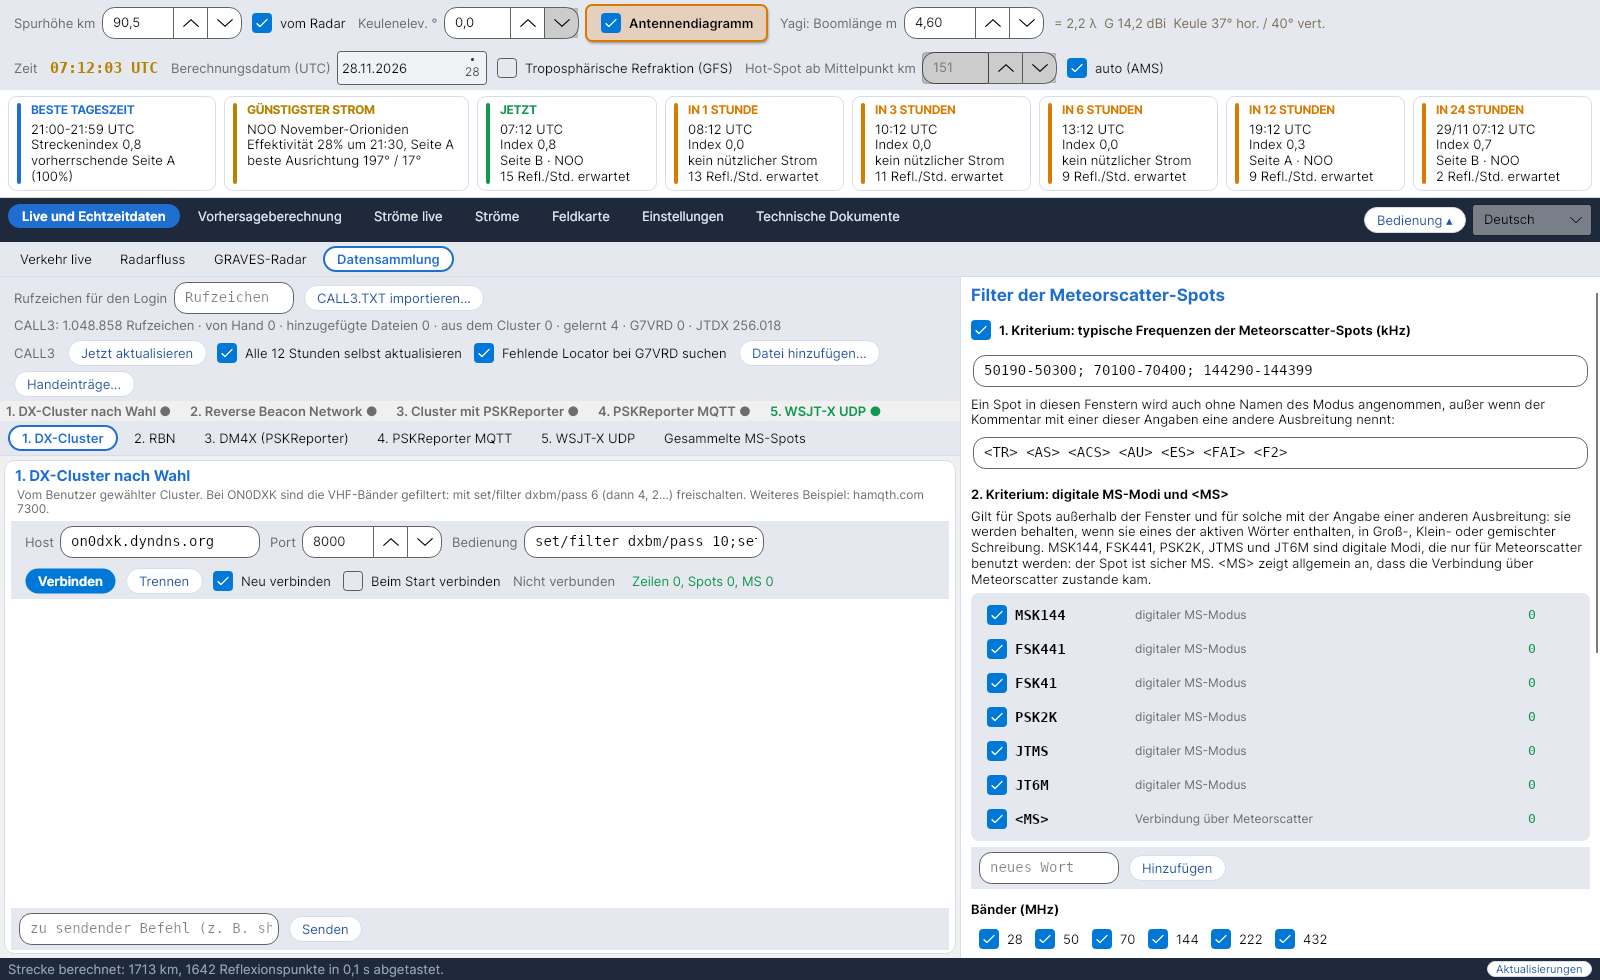 Spurhöhe km 90,5 vom Radar Keulenelev. ° 0,0 Antennendiagramm Yagi: Boomlänge m 4,60 = 2,2 λ G 14,2 dBi Keule 37° hor. / 40° vert.
Zeit 07:12:03 UTC Berechnungsdatum (UTC) 28.11.2026 28 Troposphärische Refraktion (GFS) Hot-Spot ab Mittelpunkt km 151 auto (AMS)
BESTE TAGESZEIT
21:00-21:59 UTC
Streckenindex 0,8
vorherrschende Seite A
(100%)
GÜNSTIGSTER STROM
NOO November-Orioniden
Effektivität 28% um 21:30, Seite A
beste Ausrichtung 197° / 17°
JETZT
07:12 UTC
Index 0,8
Seite B · NOO
15 Refl./Std. erwartet
IN 1 STUNDE
08:12 UTC
Index 0,0
kein nützlicher Strom
13 Refl./Std. erwartet
IN 3 STUNDEN
10:12 UTC
Index 0,0
kein nützlicher Strom
11 Refl./Std. erwartet
IN 6 STUNDEN
13:12 UTC
Index 0,0
kein nützlicher Strom
9 Refl./Std. erwartet
IN 12 STUNDEN
19:12 UTC
Index 0,3
Seite A · NOO
9 Refl./Std. erwartet
IN 24 STUNDEN
29/11 07:12 UTC
Index 0,7
Seite B · NOO
2 Refl./Std. erwartet
Live und Echtzeitdaten Vorhersageberechnung Ströme live Ströme Feldkarte Einstellungen Technische Dokumente Bedienung ▴ Deutsch
Verkehr live Radarfluss GRAVES-Radar Datensammlung
Rufzeichen für den Login Rufzeichen CALL3.TXT importieren...
CALL3: 1.048.858 Rufzeichen · von Hand 0 · hinzugefügte Dateien 0 · aus dem Cluster 0 · gelernt 4 · G7VRD 0 · JTDX 256.018
CALL3 Jetzt aktualisieren Alle 12 Stunden selbst aktualisieren Fehlende Locator bei G7VRD suchen Datei hinzufügen...
Handeinträge...
1. DX-Cluster nach Wahl ● 2. Reverse Beacon Network ● 3. Cluster mit PSKReporter ● 4. PSKReporter MQTT ● 5. WSJT-X UDP ●
1. DX-Cluster 2. RBN 3. DM4X (PSKReporter) 4. PSKReporter MQTT 5. WSJT-X UDP Gesammelte MS-Spots
1. DX-Cluster nach Wahl
Vom Benutzer gewählter Cluster. Bei ON0DXK sind die VHF-Bänder gefiltert: mit set/filter dxbm/pass 6 (dann 4, 2...) freischalten. Weiteres Beispiel: hamqth.com
7300.
Host on0dxk.dyndns.org Port 8000 Bedienung set/filter dxbm/pass 10;se
Verbinden Trennen Neu verbinden Beim Start verbinden Nicht verbunden Zeilen 0, Spots 0, MS 0
zu sendender Befehl (z. B. sh
Senden
Filter der Meteorscatter-Spots
1. Kriterium: typische Frequenzen der Meteorscatter-Spots (kHz)
50190-50300; 70100-70400; 144290-144399
Ein Spot in diesen Fenstern wird auch ohne Namen des Modus angenommen, außer wenn der
Kommentar mit einer dieser Angaben eine andere Ausbreitung nennt:
<TR> <AS> <ACS> <AU> <ES> <FAI> <F2>
2. Kriterium: digitale MS-Modi und <MS>
Gilt für Spots außerhalb der Fenster und für solche mit der Angabe einer anderen Ausbreitung: sie
werden behalten, wenn sie eines der aktiven Wörter enthalten, in Groß-, Klein- oder gemischter
Schreibung. MSK144, FSK441, PSK2K, JTMS und JT6M sind digitale Modi, die nur für Meteorscatter
benutzt werden: der Spot ist sicher MS. <MS> zeigt allgemein an, dass die Verbindung über
Meteorscatter zustande kam.
MSK144 digitaler MS-Modus 0
FSK441 digitaler MS-Modus 0
FSK41 digitaler MS-Modus 0
PSK2K digitaler MS-Modus 0
JTMS digitaler MS-Modus 0
JT6M digitaler MS-Modus 0
<MS> Verbindung über Meteorscatter 0
neues Wort Hinzufügen
Bänder (MHz)
28 50 70 144 222 432
Strecke berechnet: 1713 km, 1642 Reflexionspunkte in 0,1 s abgetastet.
Aktualisierungen